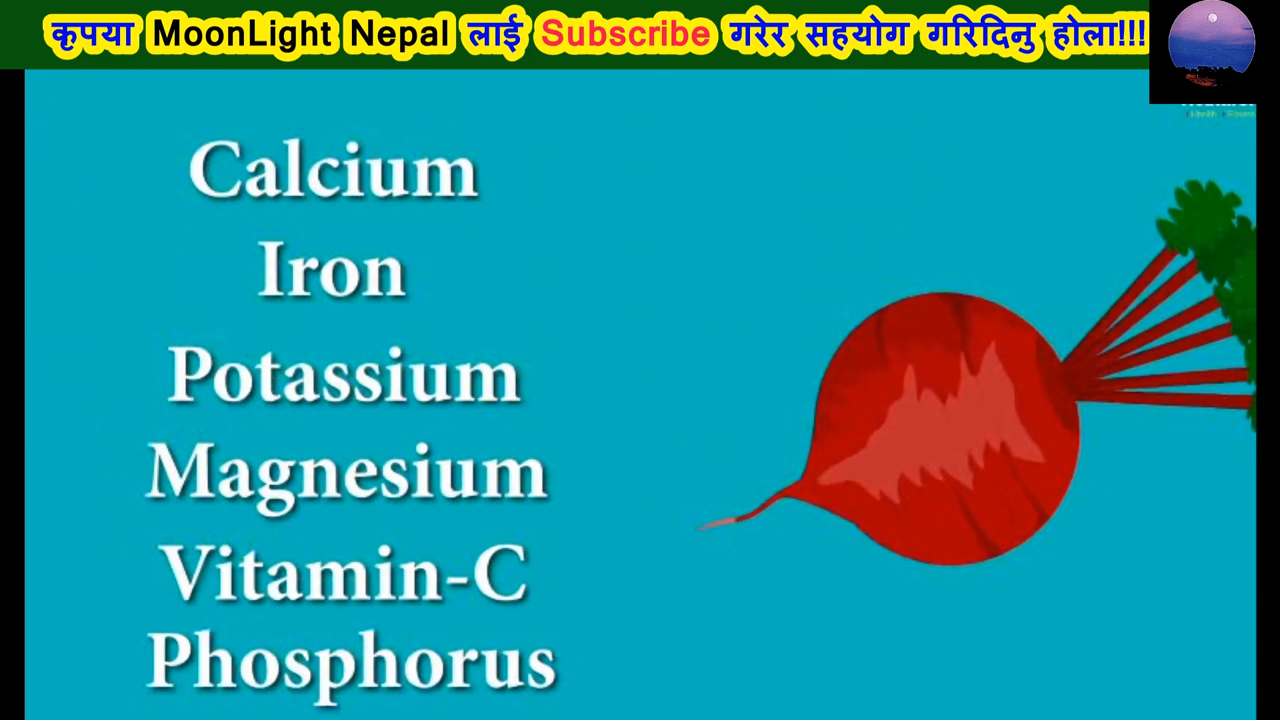 कृपया MoonLight Nepal लाई Subscribe गरेर सहयोग गरिदिनु होला!!!
Calcium
Iron
Potassium
Magnesium
Vitamin-C
Phosphorus